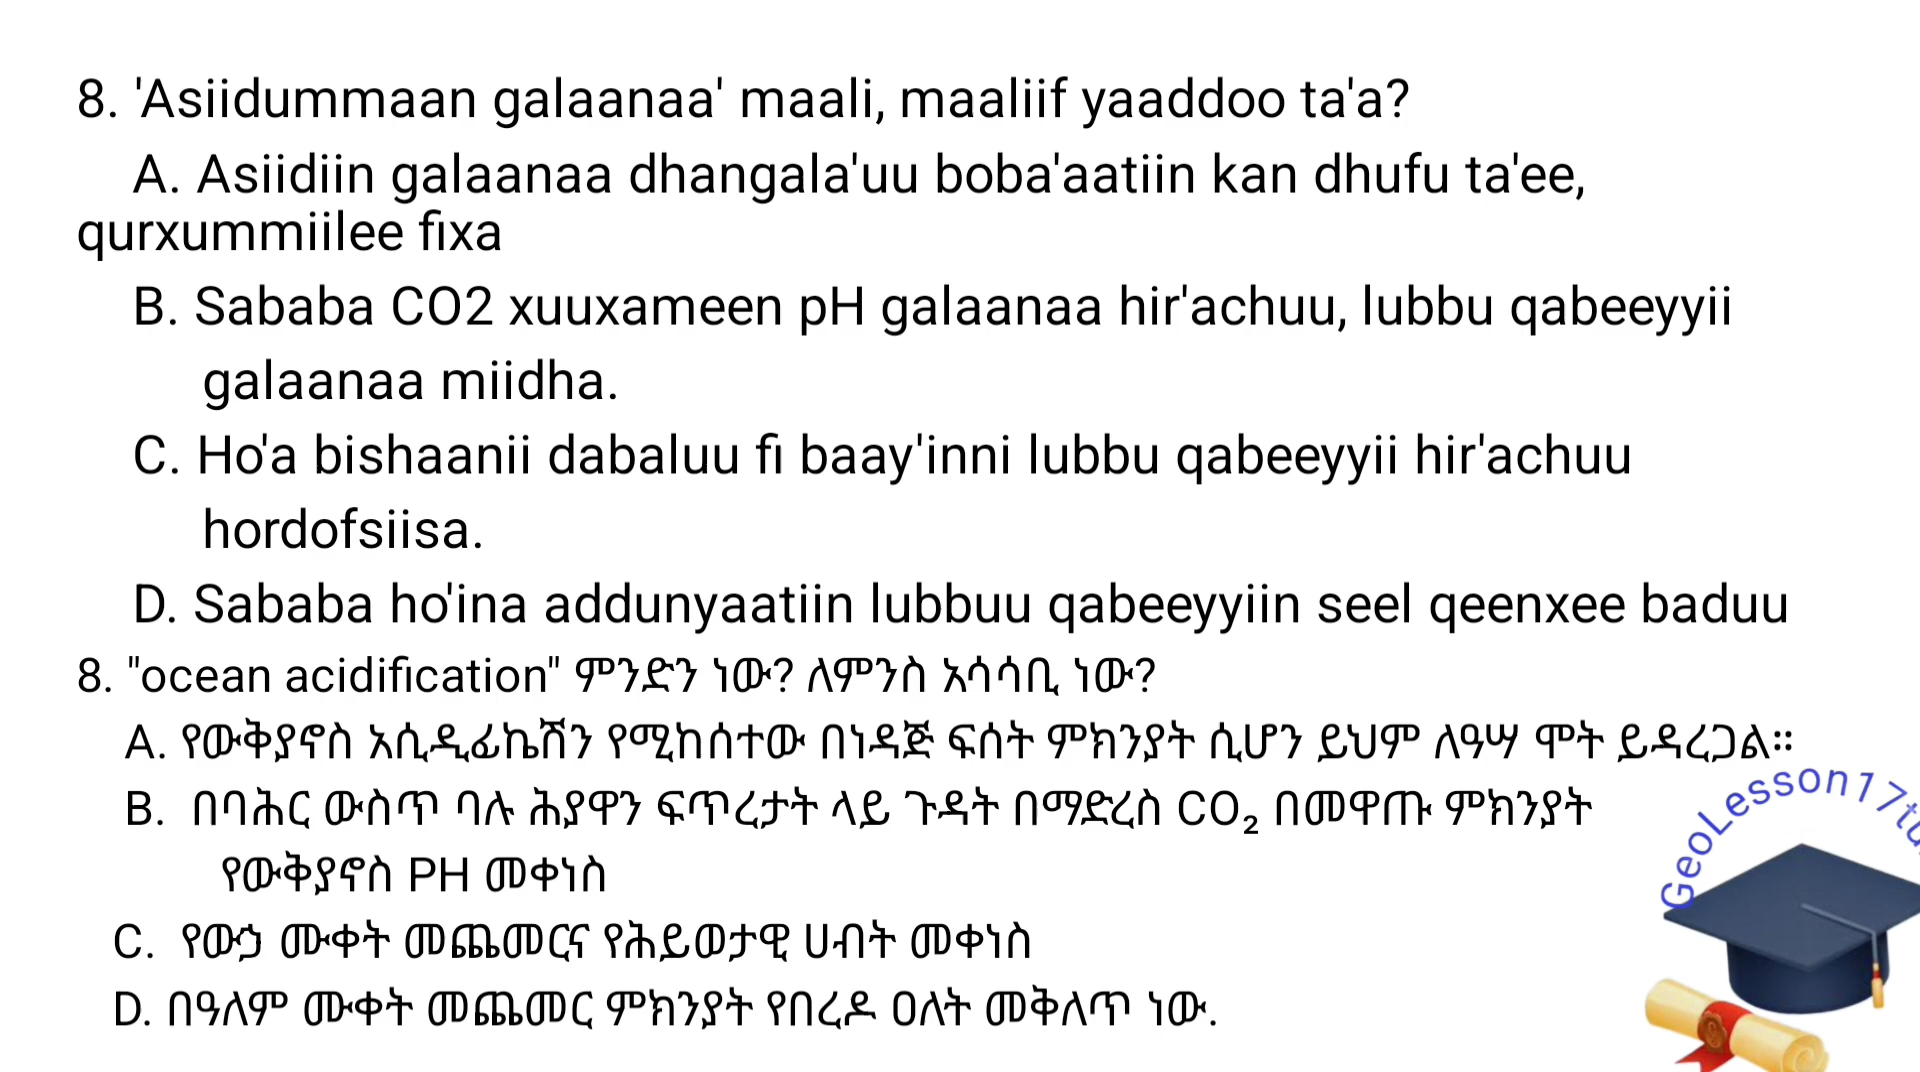 8. 'Asiidummaan galaanaa' maali, maaliif yaaddoo ta'a?
A. Asiidiin galaanaa dhangala'uu boba'aatiin kan dhufu ta'ee,
qurxummiilee fixa
B. Sababa CO2 xuuxameen pH galaanaa hir'achuu, lubbu qabeeyyii
galaanaa miidha.
C. Ho'a bishaanii dabaluu fi baay'inni lubbu qabeeyyii hir'achuu
hordofsiisa.
D. Sababa ho'ina addunyaatiin lubbuu qabeeyyiin seel qeenxee baduu
8. "ocean acidification" ምንድን ነው? ለምንስ አሳሳቢ ነው?
A. የውቅያኖስ አሲዲፊኬሽን የሚከሰተው በነዳጅ ፍሰት ምክንያት ሲሆን ይህም ለዓሣ ሞት ይዳረጋል።
B. በባሕር ውስጥ ባሉ ሕያዋን ፍጥረታት ላይ ጉዳት በማድረስ CO₂ በመዋጡ ምክንያት
የውቅያኖስ PH መቀነስ
C. የውኃ ሙቀት መጨመርና የሕይወታዊ ሀብት መቀነስ
D. በዓለም ሙቀት መጨመር ምክንያት የበረዶ ዐለት መቅለጥ ነው.
GeoLesson17tu